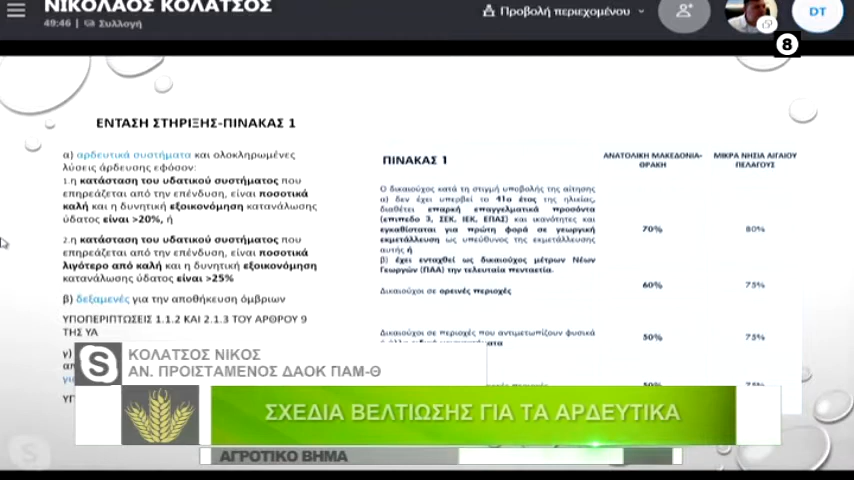 ΝΙΚΟΛΑΟΣ ΚΟΛΑΤΣΟΣ
49:46 | Συλλογή
Προβολή περιεχομένου
DT
8
ΕΝΤΑΣΗ ΣΤΗΡΙΞΗΣ-ΠΙΝΑΚΑΣ 1
α) αρδευτικά συστήματα και ολοκληρωμένες
λύσεις άρδευσης εφόσον:
1.η κατάσταση του υδατικού συστήματος που
επηρεάζεται από την επένδυση, είναι ποσοτικά
καλή και η δυνητική εξοικονόμηση κατανάλωσης
ύδατος είναι >20%, ή
2.η κατάσταση του υδατικού συστήματος που
επηρεάζεται από την επένδυση, είναι ποσοτικά
λιγότερο από καλή και η δυνητική εξοικονόμηση
κατανάλωσης ύδατος είναι >25%
β) δεξαμενές για την αποθήκευση όμβριων
ΥΠΟΠΕΡΙΠΤΩΣΕΙΣ 1.1.2 ΚΑΙ 2.1.3 ΤΟΥ ΑΡΘΡΟΥ 9
ΤΗΣ ΥΑ
γ)
ΠΙΝΑΚΑΣ 1
ΑΝΑΤΟΛΙΚΗ ΜΑΚΕΔΟΝΙΑ-
ΘΡΑΚΗ
ΜΙΚΡΑ ΝΗΣΙΑ ΑΙΓΑΙΟΥ
ΠΕΛΑΓΟΥΣ
Ο δικαιούχος κατά τη στιγμή υποβολής της αίτησης
α) δεν έχει υπερβεί το 41ο έτος της ηλικίας,
διαθέτει επαρκή επαγγελματικά προσόντα
(επιπεδο 3, ΣΕΚ, ΙΕΚ, ΕΠΑΣ) και ικανότητες και
εγκαθίσταται για πρώτη φορά σε γεωργική
εκμετάλλευση ως υπεύθυνος της εκμετάλλευσης
αυτής ή
β) έχει ενταχθεί ως δικαιούχος μέτρων Νέων
Γεωργών (ΠΑΑ) την τελευταία πενταετία.
70% 80%
Δικαιούχοι σε ορεινές περιοχές
60% 75%
Δικαιούχοι σε περιοχές που αντιμετωπίζουν φυσικά
50% 75%
50% 75%
ΚΟΛΑΤΣΟΣ ΝΙΚΟΣ
ΑΝ. ΠΡΟΙΣΤΑΜΕΝΟΣ ΔΑΟΚ ΠΑΜ-Θ
ΣΧΕΔΙΑ ΒΕΛΤΙΩΣΗΣ ΓΙΑ ΤΑ ΑΡΔΕΥΤΙΚΑ
ΑΓΡΟΤΙΚΟ ΒΗΜΑ